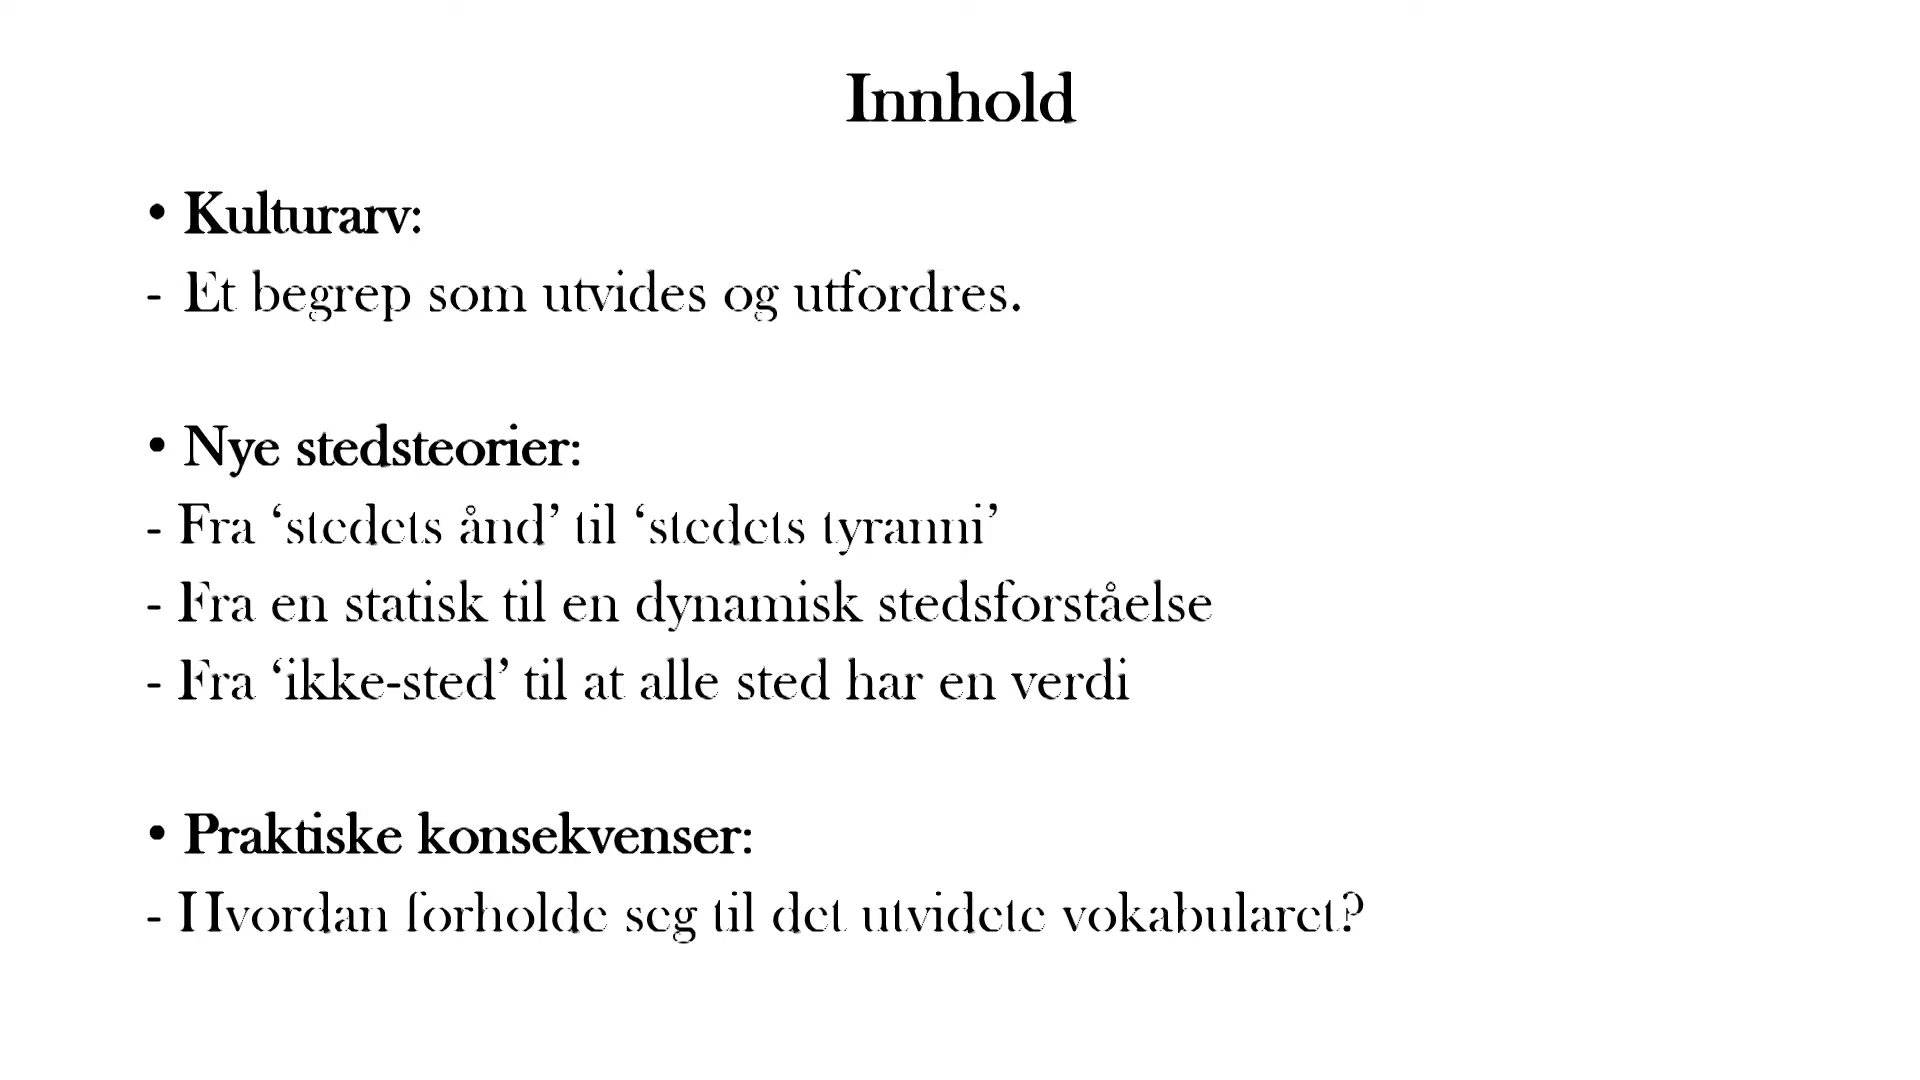 Innhold
• Kulturarv:
- Et begrep som utvides og utfordres.
• Nye stedsteorier:
- Fra ‘stedets ånd’ til ‘stedets tyranni’
- Fra en statisk til en dynamisk stedsforståelse
- Fra ‘ikke-sted’ til at alle sted har en verdi
• Praktiske konsekvenser:
- Hvordan forholde seg til det utvidete vokabularet?